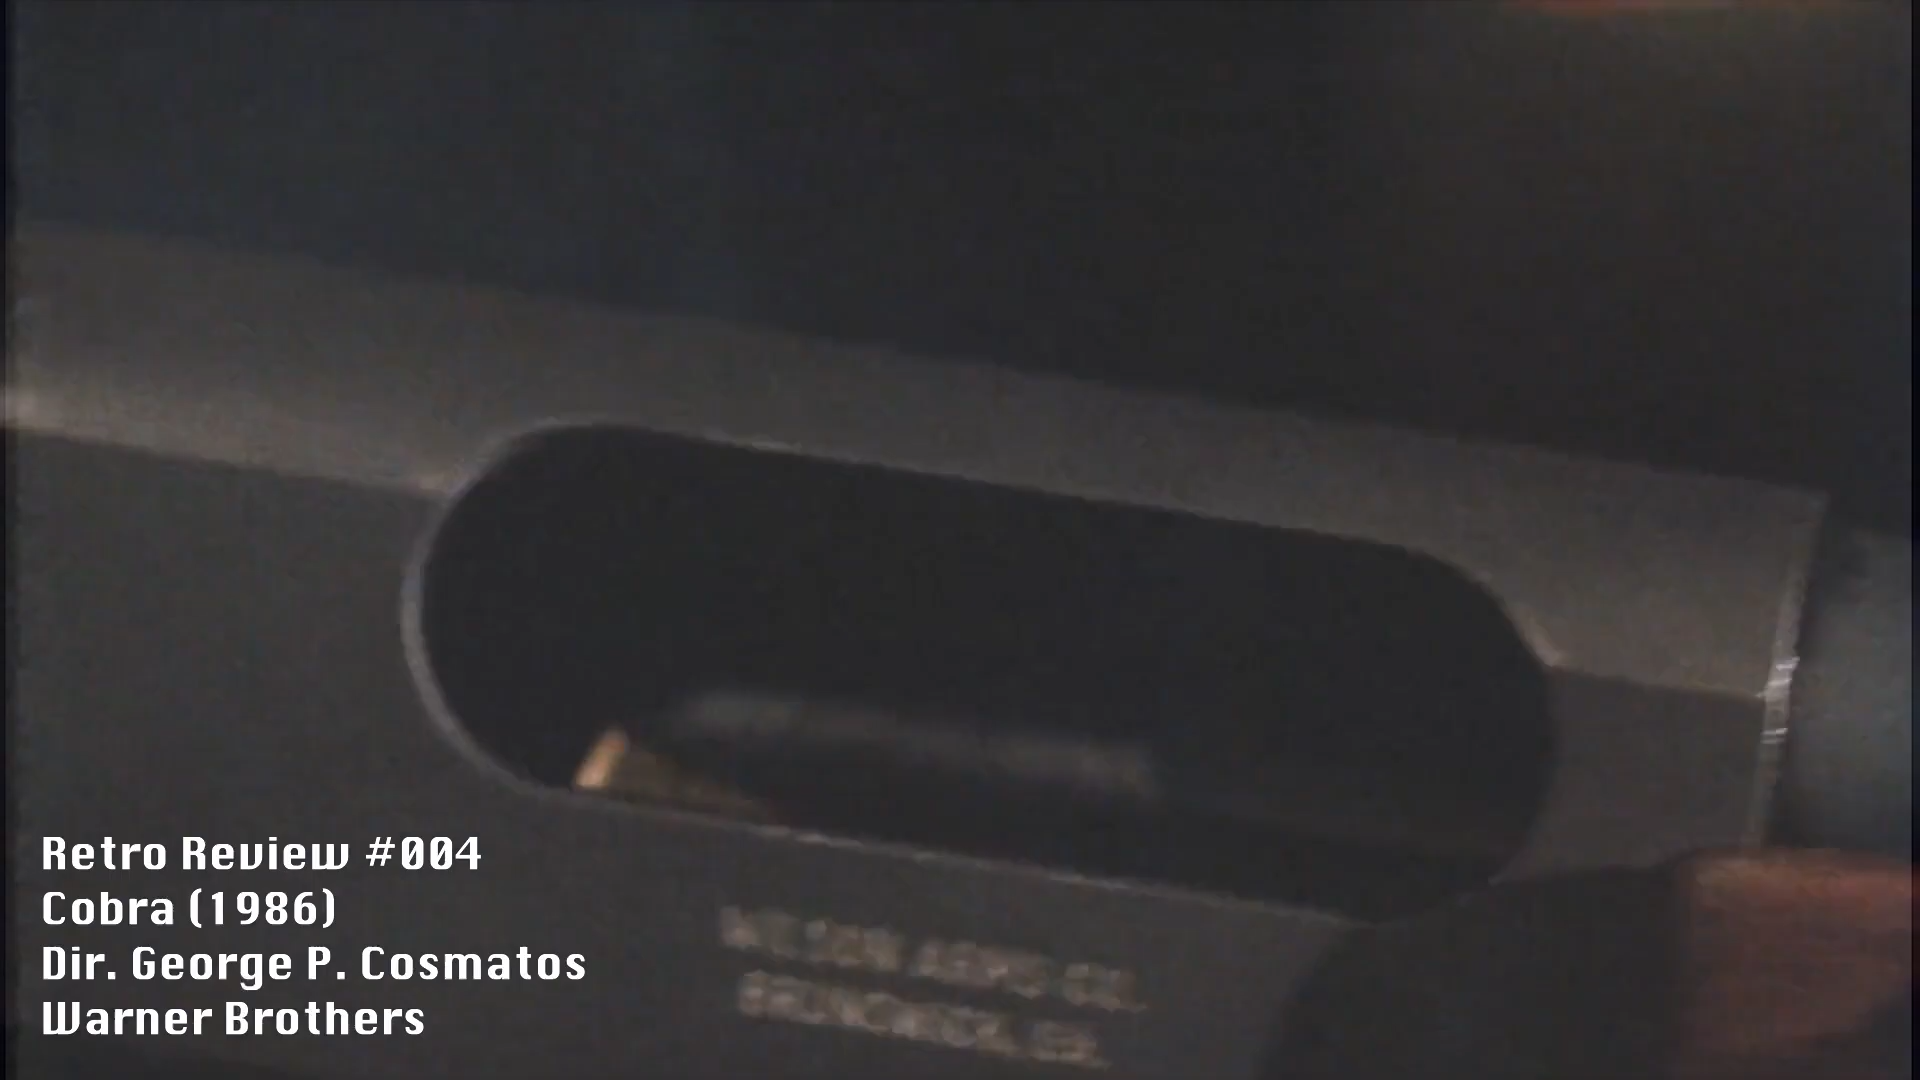 Retro Review #004
Cobra (1986)
Dir. George P. Cosmatos
Warner Brothers